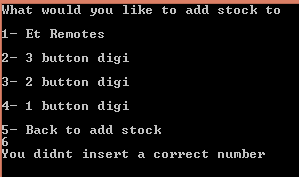 What would you like to add stock to
1- Et Remotes
2- 3 button digi
3- 2 button digi
4- 1 button digi
5- Back to add stock
6
You didnt insert a correct number